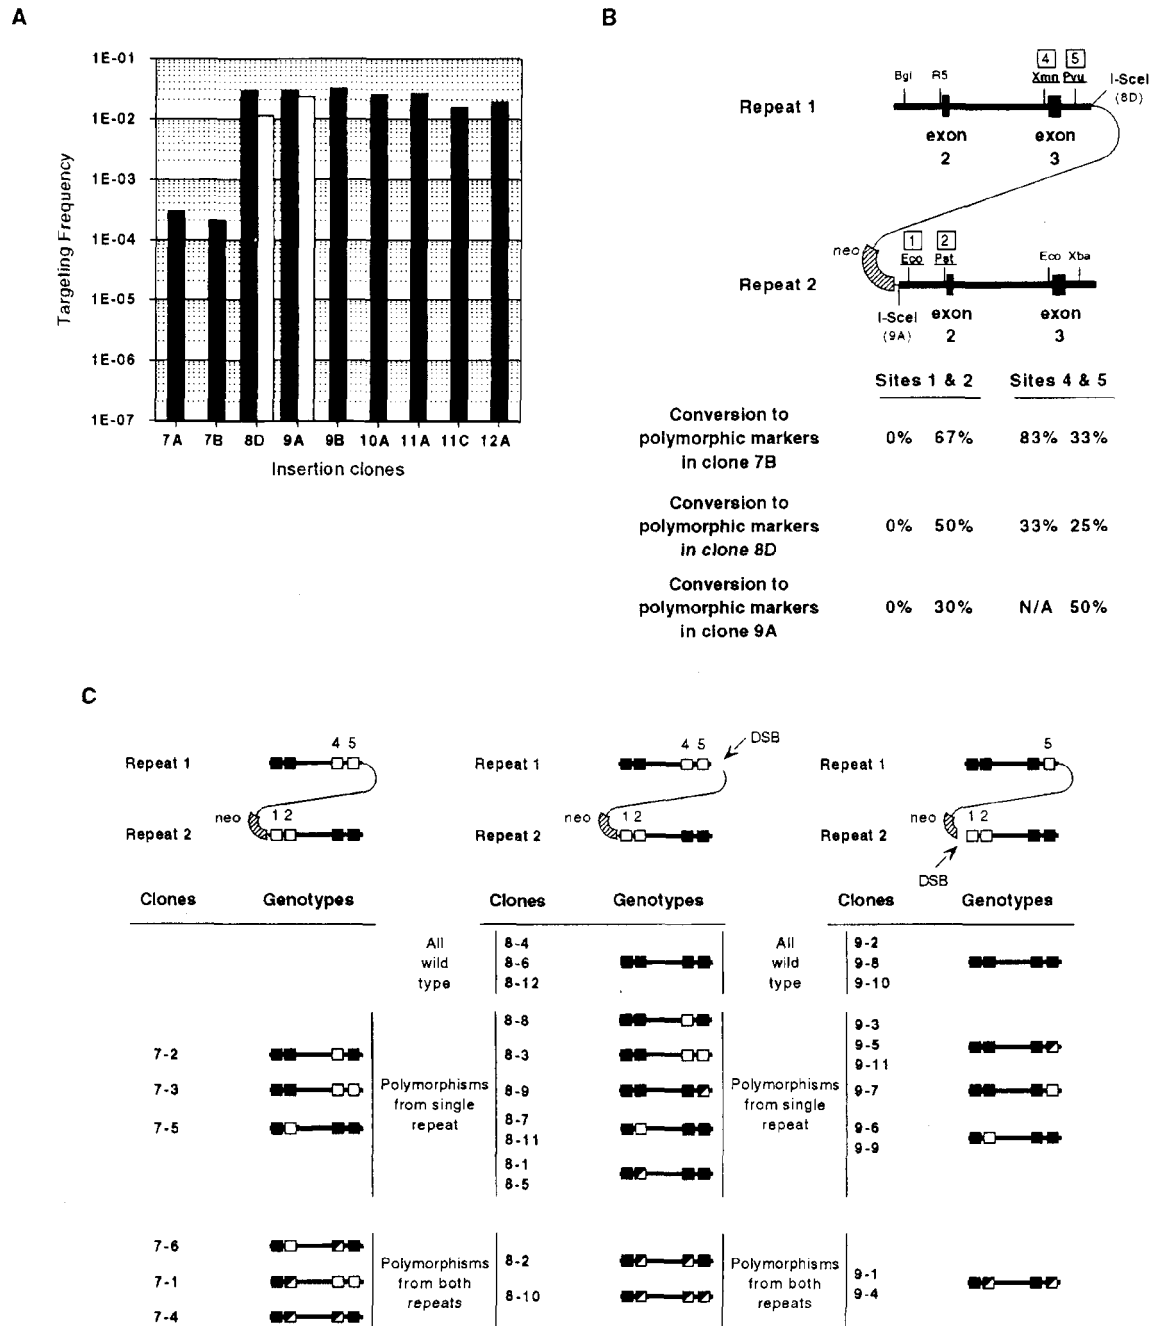 A
1E-01
1E-02
1E-03
1E-04
1E-05
1E-06
1E-07
Targeting Frequency
7A 7B 8D 9A 9B 10A 11A 11C 12A
Insertion clones
B
4 5
Bgl R5 Xmn Pvu I-SceI
(8D)
Repeat 1
exon exon
2 3
neo
1 2
Eco Pst Eco Xba
Repeat 2
I-SceI exon exon
(9A) 2 3
Sites 1 & 2 Sites 4 & 5
Conversion to
polymorphic markers 0% 67% 83% 33%
in clone 7B
Conversion to
polymorphic markers 0% 50% 33% 25%
in clone 8D
Conversion to
polymorphic markers 0% 30% N/A 50%
in clone 9A
C
4 5
Repeat 1
neo 1 2
Repeat 2
4 5 DSB
Repeat 1
neo 1 2
Repeat 2
5
Repeat 1
neo 1 2
Repeat 2
DSB
Clones Genotypes Clones Genotypes Clones Genotypes
All
wild
type
8-4
8-6
8-12
All
wild
type
9-2
9-8
9-10
7-2
7-3
7-5
Polymorphisms
from single
repeat
8-8
8-3
8-9
8-7
8-11
8-1
8-5
Polymorphisms
from single
repeat
9-3
9-5
9-11
9-7
9-6
9-9
7-6
7-1
7-4
Polymorphisms
from both
repeats
8-2
8-10
Polymorphisms
from both
repeats
9-1
9-4